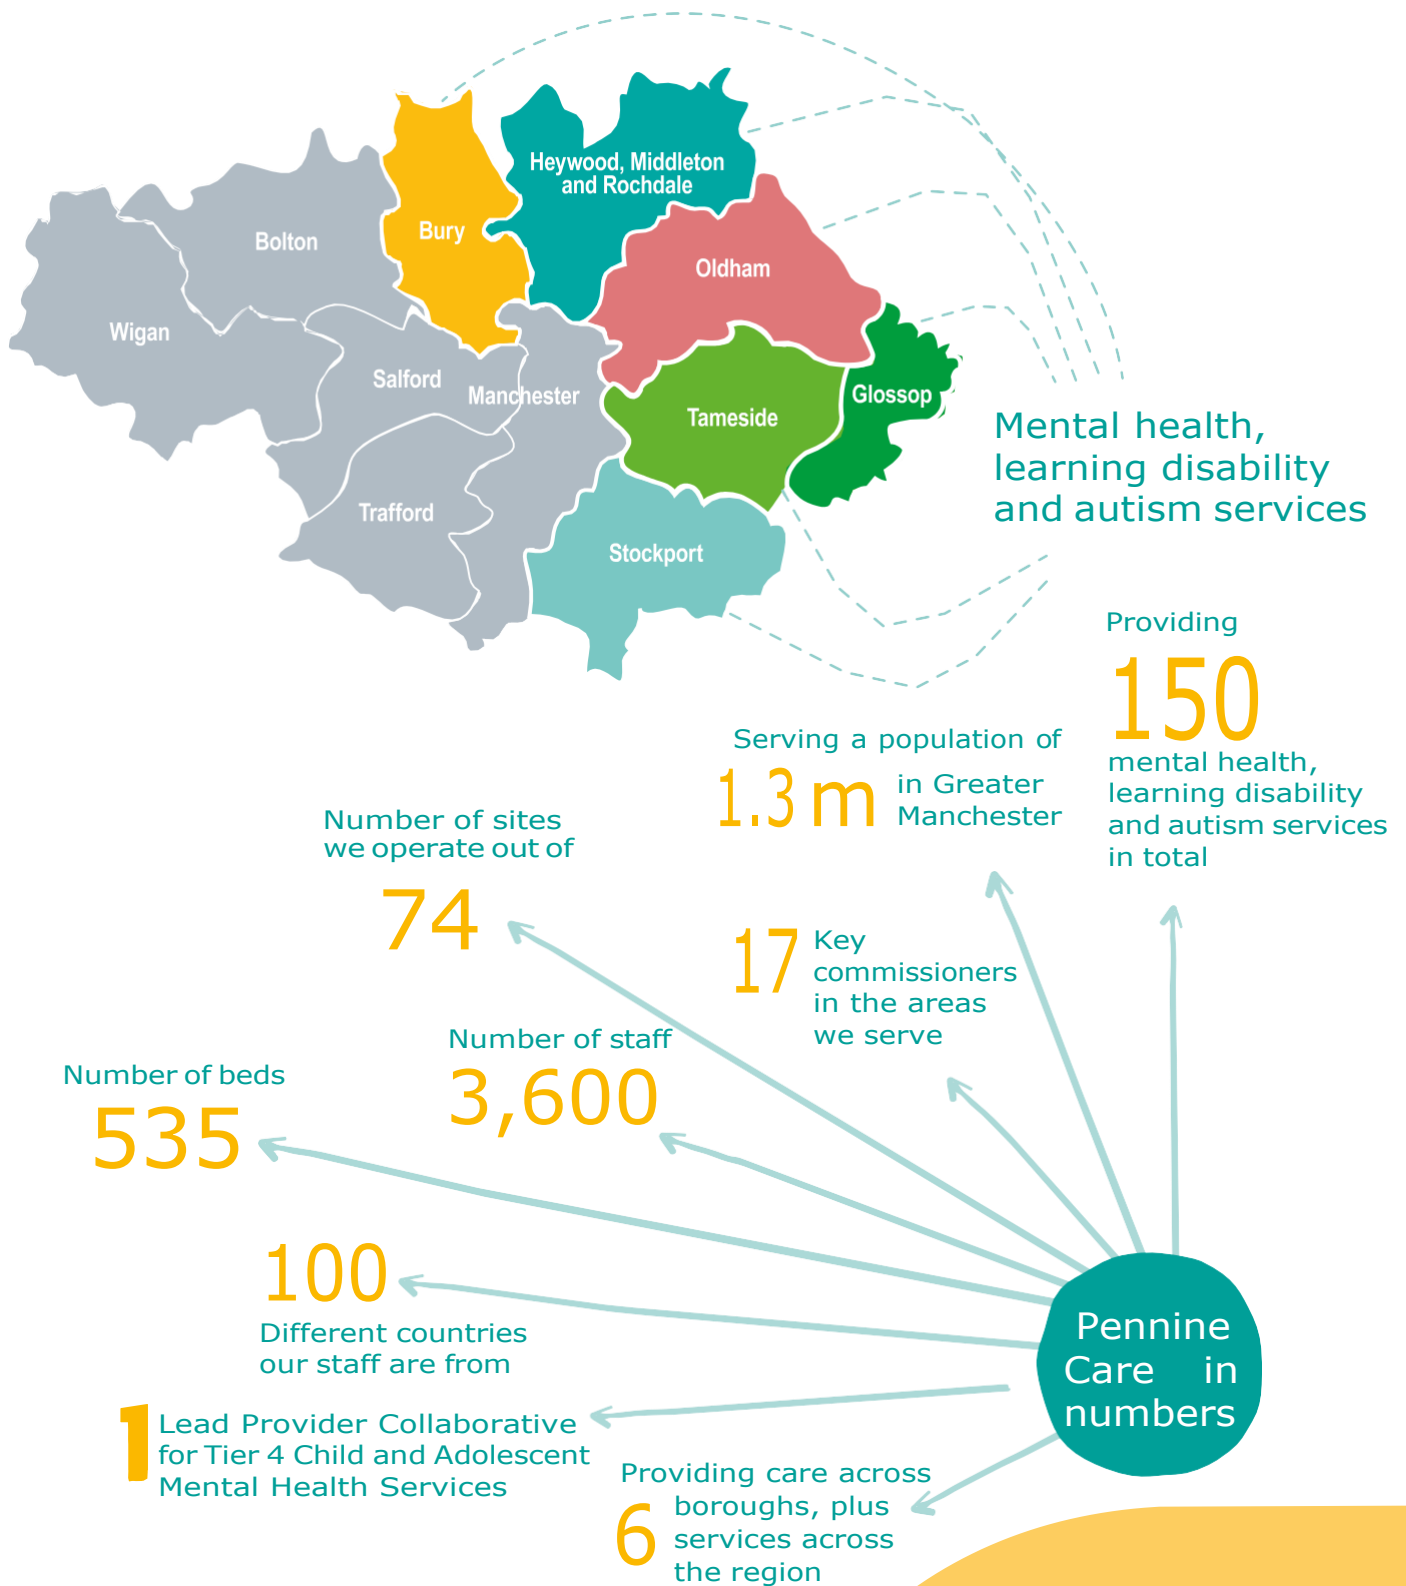 Heywood, Middleton
and Rochdale
Bury
Bolton
Oldham
Wigan
Salford
Manchester
Tameside
Glossop
Trafford
Stockport
Mental health,
learning disability
and autism services
Providing
150
mental health,
learning disability
and autism services
in total
Serving a population of
1.3 m in Greater
Manchester
Number of sites
we operate out of
74
17 Key
commissioners
in the areas
we serve
Number of staff
3,600
Number of beds
535
100
Different countries
our staff are from
1 Lead Provider Collaborative
for Tier 4 Child and Adolescent
Mental Health Services
Providing care across
6 boroughs, plus
services across
the region
Pennine
Care in
numbers